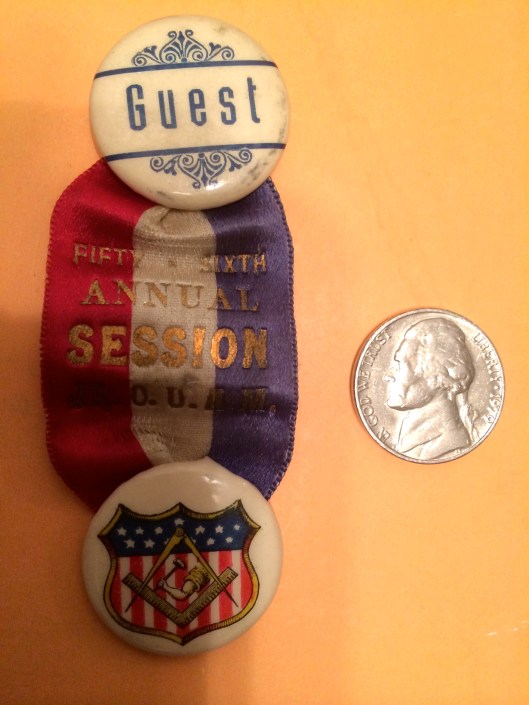 Guest
FIFTY - SIXTH
ANNUAL
SESSION
O. U. A. M.
IN GOD WE TRUST
LIBERTY